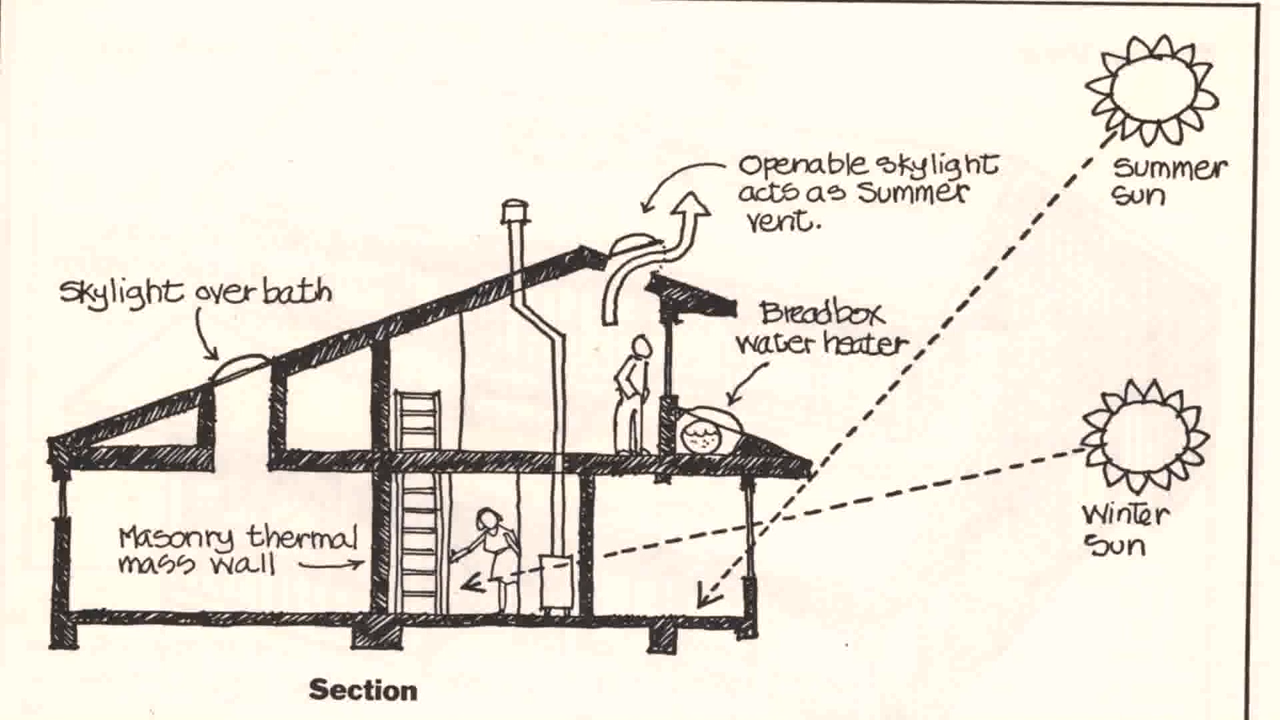 Summer
Sun
Openable skylight
acts as Summer
vent.
Skylight over bath
Breadbox
water heater
Winter
Sun
Masonry thermal
mass wall
Section